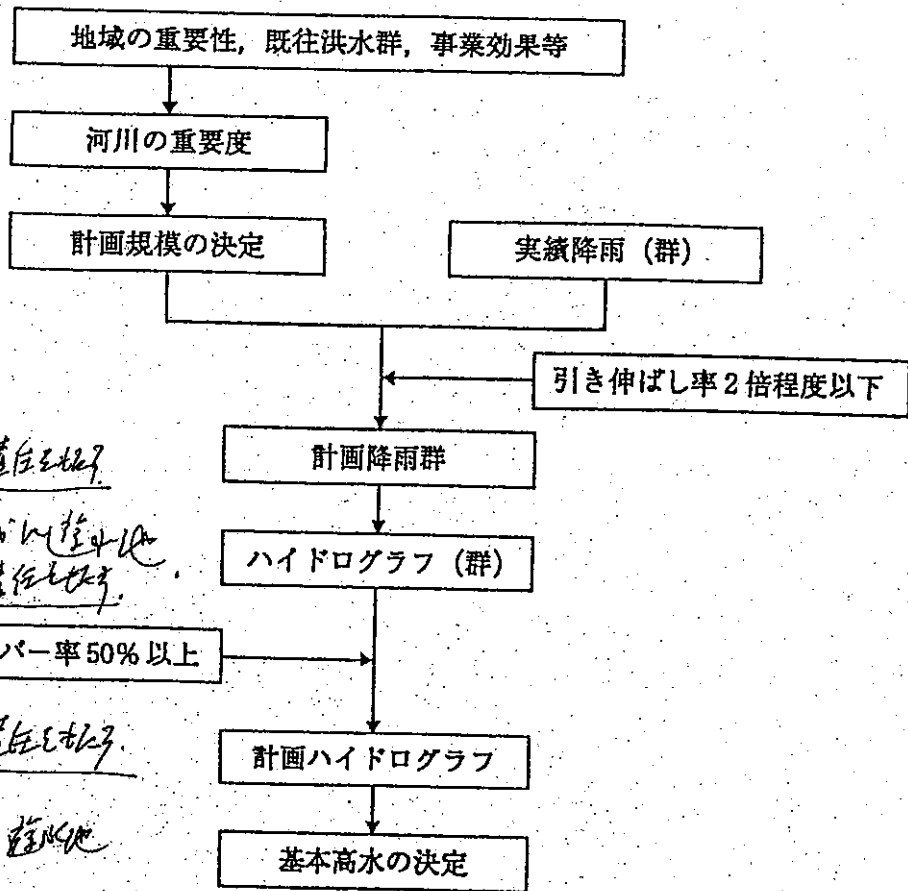 地域の重要性,既往洪水群,事業効果等
河川の重要度
計画規模の決定
実績降雨(群)
引き伸ばし率2倍程度以下
計画降雨群
ハイドログラフ(群)
バー率50%以上
計画ハイドログラフ
基本高水の決定